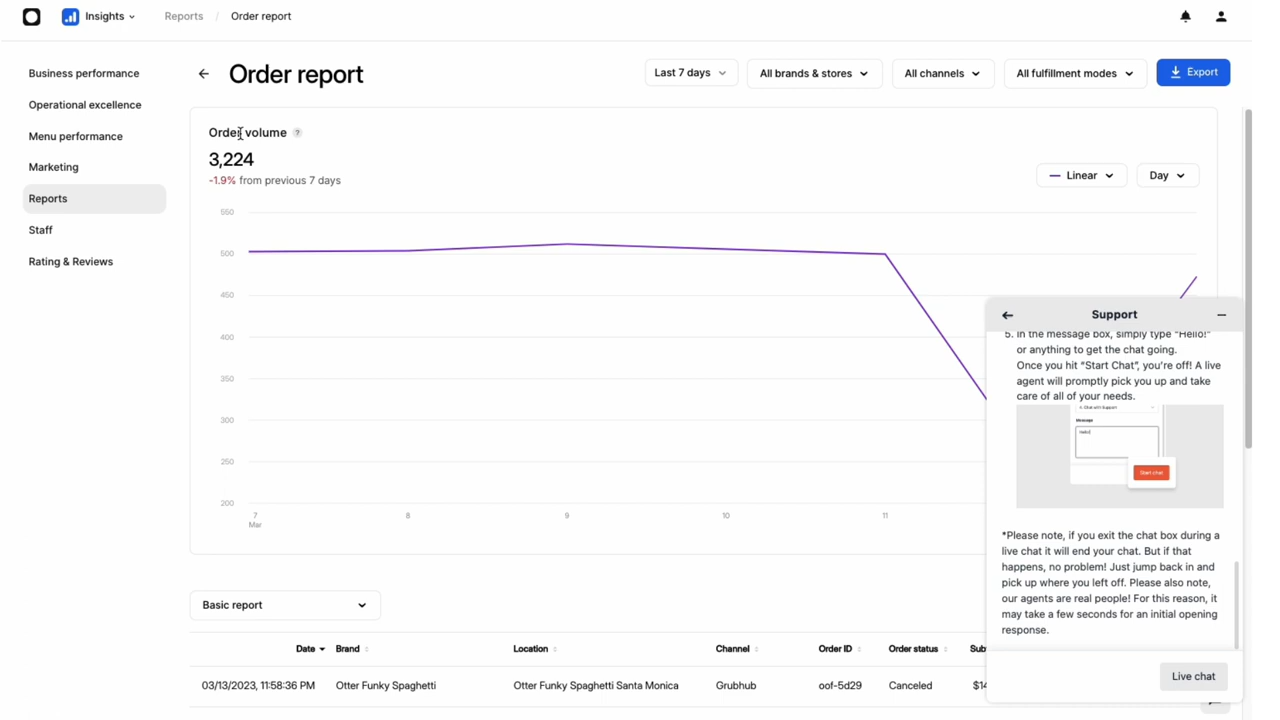 Insights
Reports / Order report
Business performance
Operational excellence
Menu performance
Marketing
Reports
Staff
Rating & Reviews
Order report
Last 7 days
All brands & stores
All channels
All fulfillment modes
Export
Order volume ?
3,224
-1.9% from previous 7 days
Linear
Day
550
500
450
400
350
300
250
200
7 8 9 10 11
Mar
Basic report
Date Brand Location Channel Order ID Order status
03/13/2023, 11:58:36 PM Otter Funky Spaghetti Otter Funky Spaghetti Santa Monica Grubhub oof-5d29 Canceled
Support
5. In the message box, simply type "Hello!"
or anything to get the chat going.
Once you hit “Start Chat”, you’re off! A live
agent will promptly pick you up and take
care of all of your needs.
Message
Start chat
*Please note, if you exit the chat box during a
live chat it will end your chat. But if that
happens, no problem! Just jump back in and
pick up where you left off. Please also note,
our agents are real people! For this reason, it
may take a few seconds for an initial opening
response.
Live chat